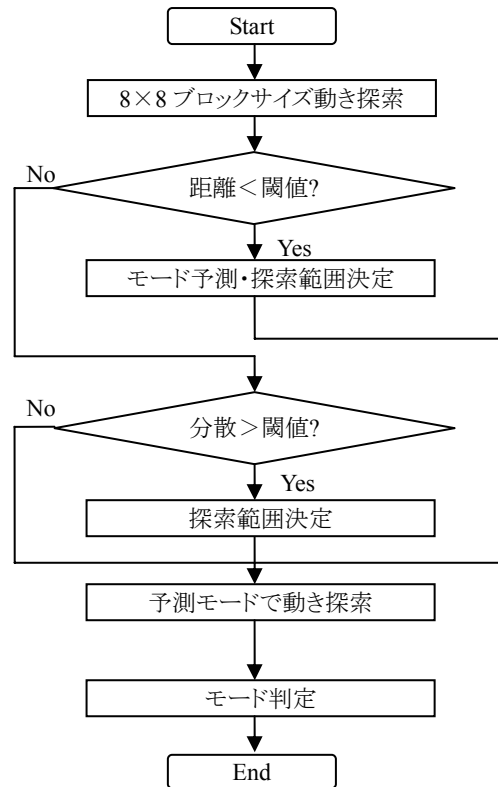 Start
8×8 ブロックサイズ動き探索
No
距離＜閾値?
Yes
モード予測・探索範囲決定
No
分散＞閾値?
Yes
探索範囲決定
予測モードで動き探索
モード判定
End